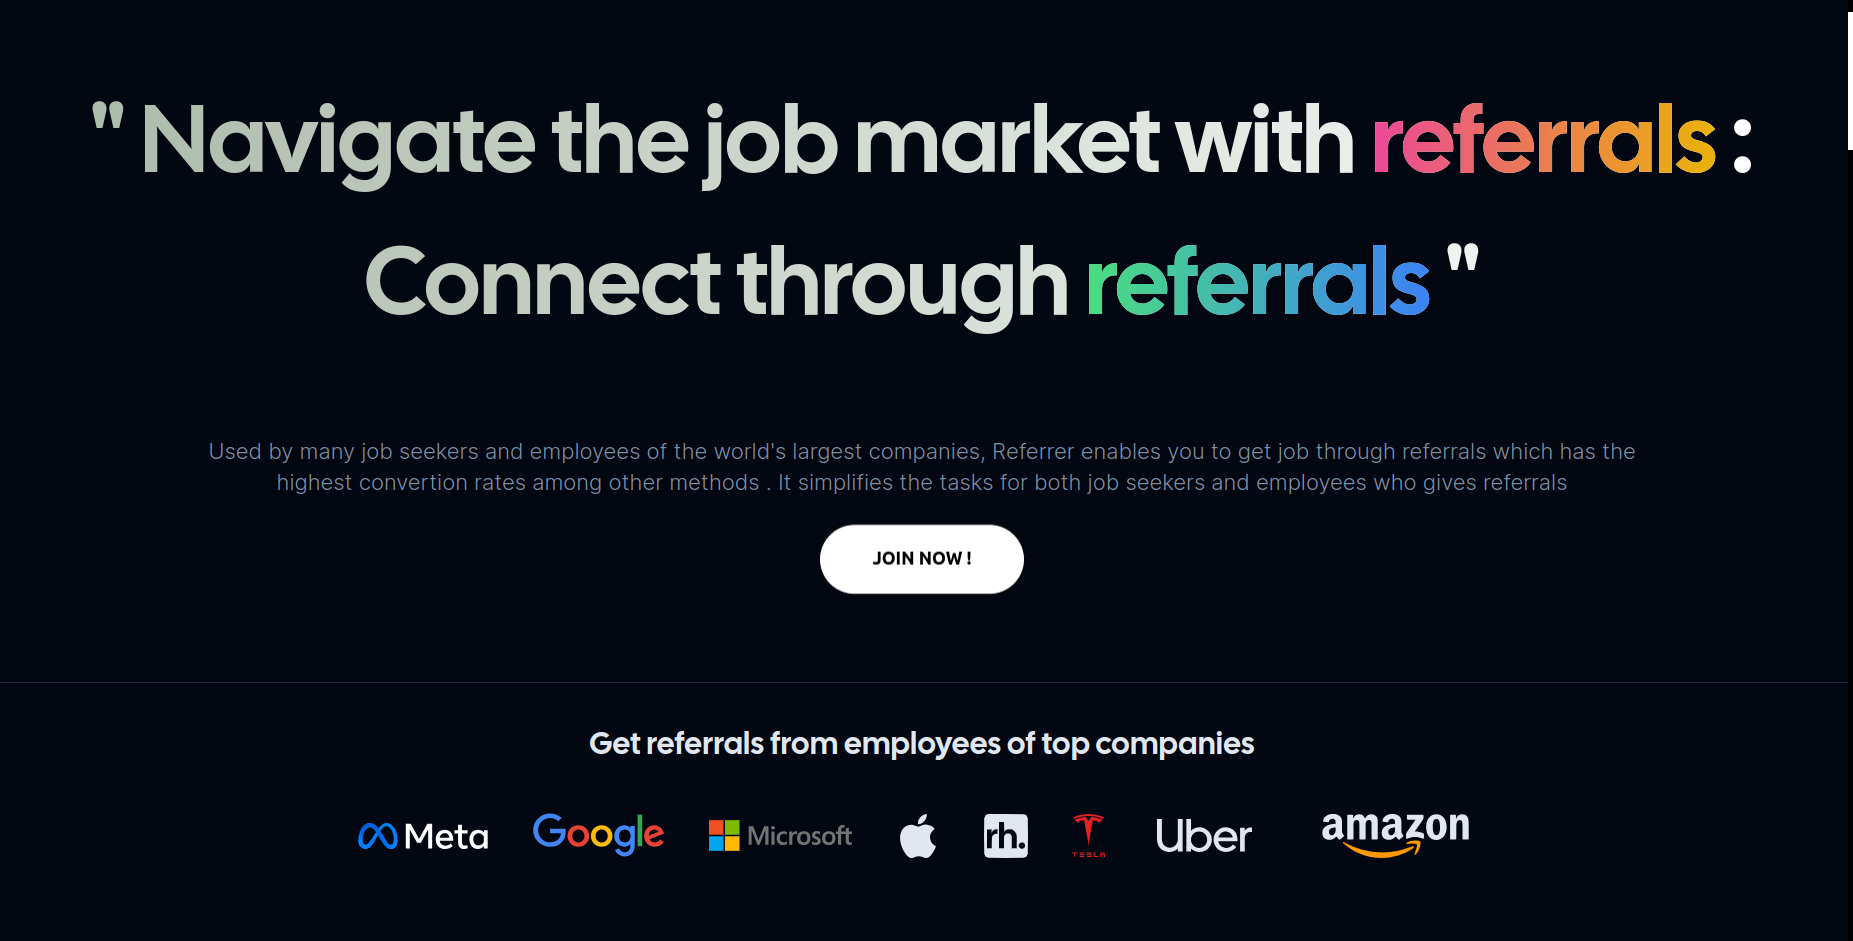 " Navigate the job market with referrals :
Connect through referrals "
Used by many job seekers and employees of the world's largest companies, Referrer enables you to get job through referrals which has the
highest convertion rates among other methods . It simplifies the tasks for both job seekers and employees who gives referrals
JOIN NOW !
Get referrals from employees of top companies
Meta Google Microsoft rh. TESLA Uber amazon